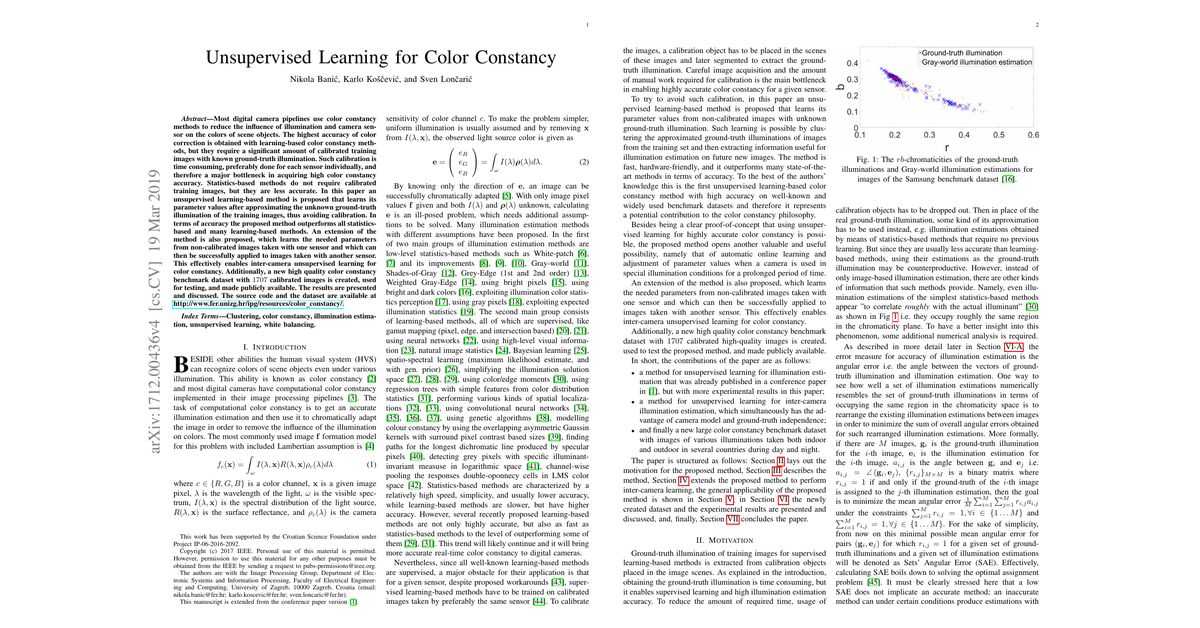 1
Unsupervised Learning for Color Constancy
Nikola Banić, Karlo Koščević, and Sven Lončarić
arXiv:1712.00436v4 [cs.CV] 19 Mar 2019
Abstract—Most digital camera pipelines use color constancy
methods to reduce the influence of illumination and camera sen-
sor on the colors of scene objects. The highest accuracy of color
correction is obtained with learning-based color constancy meth-
ods, but they require a significant amount of calibrated training
images with known ground-truth illumination. Such calibration is
time consuming, preferably done for each sensor individually, and
therefore a major bottleneck in acquiring high color constancy
accuracy. Statistics-based methods do not require calibrated
training images, but they are less accurate. In this paper an
unsupervised learning-based method is proposed that learns its
parameter values after approximating the unknown ground-truth
illumination of the training images, thus avoiding calibration. In
terms of accuracy the proposed method outperforms all statistics-
based and many learning-based methods. An extension of the
method is also proposed, which learns the needed parameters
from non-calibrated images taken with one sensor and which can
then be successfully applied to images taken with another sensor.
This effectively enables inter-camera unsupervised learning for
color constancy. Additionally, a new high quality color constancy
benchmark dataset with 1707 calibrated images is created, used
for testing, and made publicly available. The results are presented
and discussed. The source code and the dataset are available at
http://www.fer.unizg.hr/ipg/resources/color_constancy/.
Index Terms—Clustering, color constancy, illumination estima-
tion, unsupervised learning, white balancing.
I. INTRODUCTION
BESIDE other abilities the human visual system (HVS)
can recognize colors of scene objects even under various
illumination. This ability is known as color constancy [2]
and most digital cameras have computational color constancy
implemented in their image processing pipelines [3]. The
task of computational color constancy is to get an accurate
illumination estimation and then use it to chromatically adapt
the image in order to remove the influence of the illumination
on colors. The most commonly used image f formation model
for this problem with included Lambertian assumption is [4]
f_c(x) = ∫_ω I(λ, x)R(λ, x)ρ_c(λ)dλ (1)
where c ∈ {R, G, B} is a color channel, x is a given image
pixel, λ is the wavelength of the light, ω is the visible spec-
trum, I(λ, x) is the spectral distribution of the light source,
R(λ, x) is the surface reflectance, and ρ_c(λ) is the camera
This work has been supported by the Croatian Science Foundation under
Project IP-06-2016-2092.
Copyright (c) 2017 IEEE. Personal use of this material is permitted.
However, permission to use this material for any other purposes must be
obtained from the IEEE by sending a request to pubs-permissions@ieee.org.
The authors are with the Image Processing Group, Department of Elec-
tronic Systems and Information Processing, Faculty of Electrical Engineer-
ing and Computing, University of Zagreb, 10000 Zagreb, Croatia (email:
nikola.banic@fer.hr; karlo.koscevic@fer.hr; sven.loncaric@fer.hr).
This manuscript is extended from the conference paper version [1].
sensitivity of color channel c. To make the problem simpler,
uniform illumination is usually assumed and by removing x
from I(λ, x), the observed light source color is given as
e = ( e_R e_G e_B ) = ∫_ω I(λ)ρ(λ)dλ. (2)
By knowing only the direction of e, an image can be
successfully chromatically adapted [5]. With only image pixel
values f given and both I(λ) and ρ(λ) unknown, calculating
e is an ill-posed problem, which needs additional assump-
tions to be solved. Many illumination estimation methods
with different assumptions have been proposed. In the first
of two main groups of illumination estimation methods are
low-level statistics-based methods such as White-patch [6],
[7] and its improvements [8], [9], [10], Gray-world [11],
Shades-of-Gray [12], Grey-Edge (1st and 2nd order) [13],
Weighted Gray-Edge [14], using bright pixels [15], using
bright and dark colors [16], exploiting illumination color statis-
tics perception [17], using gray pixels [18], exploiting expected
illumination statistics [19]. The second main group consists
of learning-based methods, all of which are supervised, like
gamut mapping (pixel, edge, and intersection based) [20], [21],
using neural networks [22], using high-level visual informa-
tion [23], natural image statistics [24], Bayesian learning [25],
spatio-spectral learning (maximum likelihood estimate, and
with gen. prior) [26], simplifying the illumination solution
space [27], [28], [29], using color/edge moments [30], using
regression trees with simple features from color distribution
statistics [31], performing various kinds of spatial localiza-
tions [32], [33], using convolutional neural networks [34],
[35], [36], [37], using genetic algorithms [38], modelling
colour constancy by using the overlapping asymmetric Gaussian
kernels with surround pixel contrast based sizes [39], finding
paths for the longest dichromatic line produced by specular
pixels [40], detecting grey pixels with specific illuminant-
invariant measuse in logarithmic space [41], channel-wise
pooling the responses double-opponency cells in LMS color
space [42]. Statistics-based methods are characterized by a
relatively high speed, simplicity, and usually lower accuracy,
while learning-based methods are slower, but have higher
accuracy. However, several recently proposed learning-based
methods are not only highly accurate, but also as fast as
statistics-based methods to the level of outperforming some of
them [29], [31]. This trend will likely continue and it will bring
more accurate real-time color constancy to digital cameras.
Nevertheless, since all well-known learning-based methods
are supervised, a major obstacle for their application is that
for a given sensor, despite proposed workarounds [43], super-
vised learning-based methods have to be trained on calibrated
images taken by preferably the same sensor [44]. To calibrate
2
the images, a calibration object has to be placed in the scenes
of these images and later segmented to extract the ground-
truth illumination. Careful image acquisition and the amount
of manual work required for calibration is the main bottleneck
in enabling highly accurate color constancy for a given sensor.
To try to avoid such calibration, in this paper an unsu-
pervised learning-based method is proposed that learns its
parameter values from non-calibrated images with unknown
ground-truth illumination. Such learning is possible by clus-
tering the approximated ground-truth illuminations of images
from the training set and then extracting information useful for
illumination estimation on future new images. The method is
fast, hardware-friendly, and it outperforms many state-of-the-
art methods in terms of accuracy. To the best of the authors'
knowledge this is the first unsupervised learning-based color
constancy method with high accuracy on well-known and
widely used benchmark datasets and therefore it represents
a potential contribution to the color constancy philosophy.
Besides being a clear proof-of-concept that using unsuper-
vised learning for highly accurate color constancy is possi-
ble, the proposed method opens another valuable and useful
possibility, namely that of automatic online learning and
adjustment of parameter values when a camera is used in
special illumination conditions for a prolonged period of time.
An extension of the method is also proposed, which learns
the needed parameters from non-calibrated images taken with
one sensor and which can then be successfully applied to
images taken with another sensor. This effectively enables
inter-camera unsupervised learning for color constancy.
Additionally, a new high quality color constancy benchmark
dataset with 1707 calibrated high-quality images is created,
used to test the proposed method, and made publicly available.
In short, the contributions of the paper are as follows:
• a method for unsupervised learning for illumination esti-
mation that was already published in a conference paper
in [1], but with more experimental results in this paper;
• a method for unsupervised learning for inter-camera
illumination estimation, which simultaneously has the ad-
vantage of camera model and ground-truth independence;
• and finally a new large color constancy benchmark dataset
with images of various illuminations taken both indoor
and outdoor in several countries during day and night.
The paper is structured as follows: Section II lays out the
motivation for the proposed method, Section III describes the
method, Section IV extends the proposed method to perform
inter-camera learning, the general applicability of the proposed
method is shown in Section V, in Section VI the newly
created dataset and the experimental results are presented and
discussed, and, finally, Section VII concludes the paper.
II. MOTIVATION
Ground-truth illumination of training images for supervised
learning-based methods is extracted from calibration objects
placed in the image scenes. As explained in the introduction,
obtaining the ground-truth illumination is time consuming, but
it enables supervised learning and high illumination estimation
accuracy. To reduce the amount of required time, usage of
Ground-truth illumination
Gray-world illumination estimation
0.4
0.3
0.2
0.1
b
0.1 0.2 0.3 0.4 0.5 0.6
r
Fig. 1: The rb-chromaticities of the ground-truth
illuminations and Gray-world illumination estimations for
images of the Samsung benchmark dataset [16].
calibration objects has to be dropped out. Then in place of the
real ground-truth illumination, some kind of its approximation
has to be used instead, e.g. illumination estimations obtained
by means of statistics-based methods that require no previous
learning. But since they are usually less accurate than learning-
based methods, using their estimations as the ground-truth
illumination may be counterproductive. However, instead of
only image-based illumination estimation, there are other kinds
of information that such methods provide. Namely, even illu-
mination estimations of the simplest statistics-based methods
appear "to correlate roughly with the actual illuminant" [30]
as shown in Fig 1 i.e. they occupy roughly the same region
in the chromaticity plane. To have a better insight into this
phenomenon, some additional numerical analysis is required.
As described in more detail later in Section VI-A, the
error measure for accuracy of illumination estimation is the
angular error i.e. the angle between the vectors of ground-
truth illumination and illumination estimation. One way to
see how well a set of illumination estimations numerically
resembles the set of ground-truth illuminations in terms of
occupying the same region in the chromaticity space is to
rearrange the existing illumination estimations between images
in order to minimize the sum of overall angular errors obtained
for such rearranged illumination estimations. More formally,
if there are M images, g_i is the ground-truth illumination
for the i-th image, e_i is the illumination estimation for
the i-th image, a_{i,j} is the angle between g_i and e_j i.e.
a_{i,j} = ∠(g_i, e_j), {r_{i,j}}_{M×M} is a binary matrix where
r_{i,j} = 1 if and only if the ground-truth of the i-th image
is assigned to the j-th illumination estimation, then the goal
is to minimize the mean angular error 1/M ∑_{i=1}^M ∑_{j=1}^M r_{i,j}a_{i,j}
under the constraints ∑_{j=1}^M r_{i,j} = 1, ∀i ∈ {1...M} and
∑_{i=1}^M r_{i,j} = 1, ∀j ∈ {1...M}. For the sake of simplicity,
from now on this minimal possible mean angular error for
pairs (g_i, e_j) for which r_{i,j} = 1 for a given set of ground-
truth illuminations and a given set of illumination estimations
will be denoted as Sets' Angular Error (SAE). Effectively,
calculating SAE boils down to solving the optimal assignment
problem [45]. It must be clearly stressed here that a low
SAE does not implicate an accurate method; an inaccurate
method can under certain conditions produce estimations with